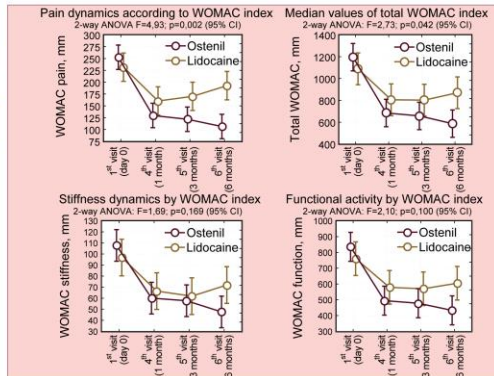 Pain dynamics according to WOMAC index
2-way ANOVA F=4,93; p=0,002 (95% CI)
WOMAC pain, mm
300
275
250
225
200
175
150
125
100
75
Ostenil
Lidocaine
1st visit (day 0)
4th visit (1 month)
5th visit (3 months)
6th visit (6 months)
Median values of total WOMAC index
2-way ANOVA: F=2,73; p=0,042 (95% CI)
Total WOMAC, mm
1400
1200
1000
800
600
400
200
Ostenil
Lidocaine
1st visit (day 0)
4th visit (1 month)
5th visit (3 months)
6th visit (6 months)
Stiffness dynamics by WOMAC index
2-way ANOVA: F=1,69; p=0,169 (95% CI)
WOMAC stiffness, mm
130
120
110
100
90
80
70
60
50
40
30
Ostenil
Lidocaine
1st visit (day 0)
4th visit (1 month)
5th visit (3 months)
6th visit (6 months)
Functional activity by WOMAC index
2-way ANOVA: F=2,10; p=0,100 (95% CI)
WOMAC function, mm
1000
900
800
700
600
500
400
300
Ostenil
Lidocaine
1st visit (day 0)
4th visit (1 month)
5th visit (3 months)
6th visit (6 months)